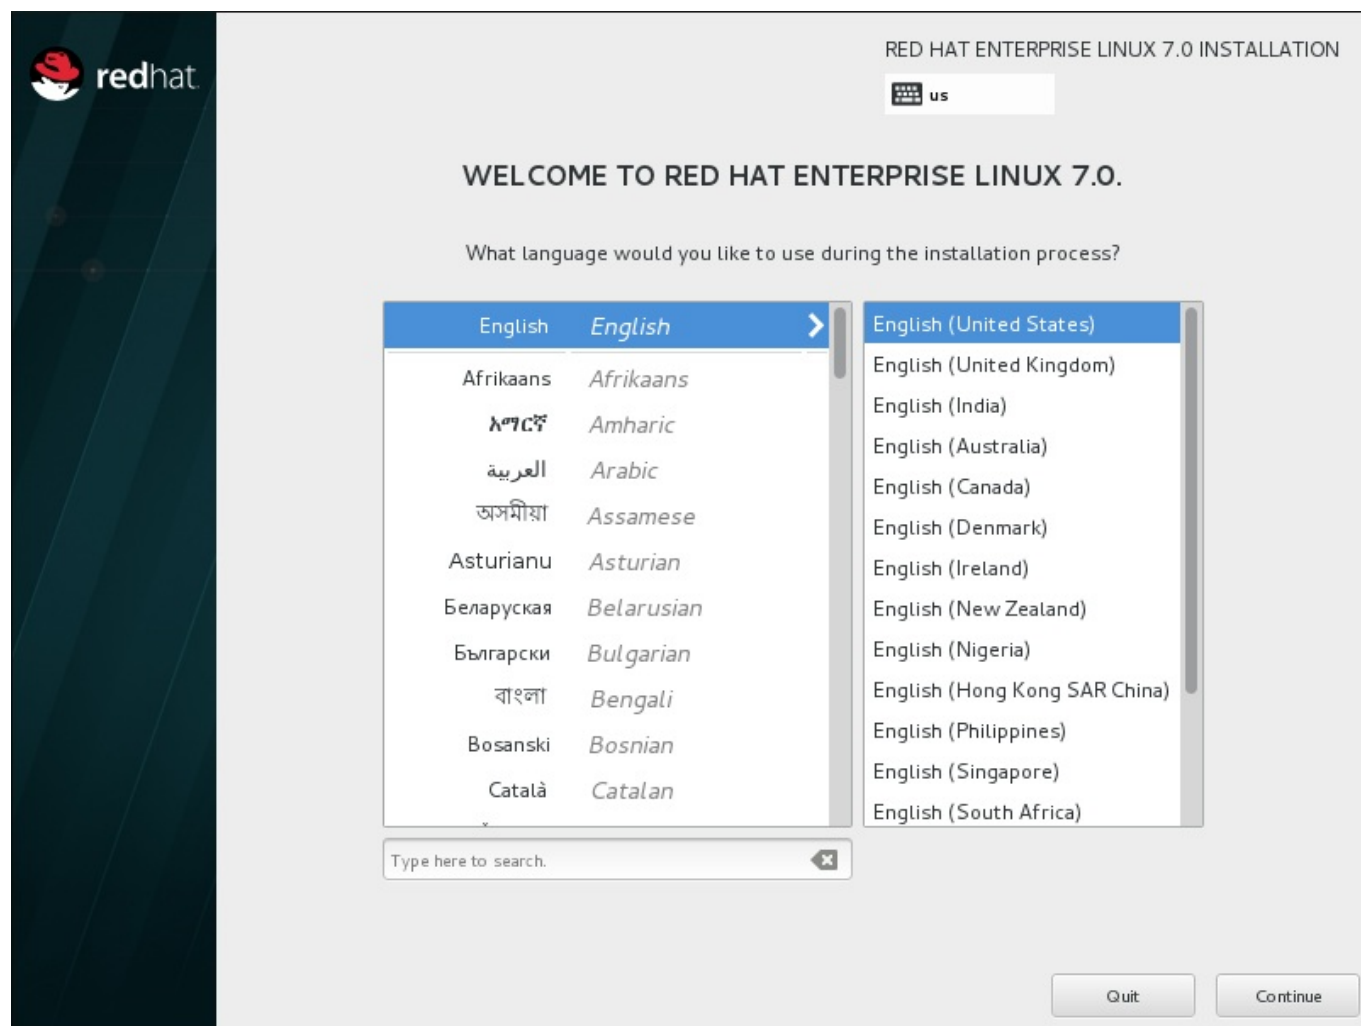 redhat.
RED HAT ENTERPRISE LINUX 7.0 INSTALLATION
us
WELCOME TO RED HAT ENTERPRISE LINUX 7.0.
What language would you like to use during the installation process?
English English
Afrikaans Afrikaans
አማርኛ Amharic
العربية Arabic
অসমীয়া Assamese
Asturianu Asturian
Беларуская Belarusian
Български Bulgarian
বাংলা Bengali
Bosanski Bosnian
Català Catalan
English (United States)
English (United Kingdom)
English (India)
English (Australia)
English (Canada)
English (Denmark)
English (Ireland)
English (New Zealand)
English (Nigeria)
English (Hong Kong SAR China)
English (Philippines)
English (Singapore)
English (South Africa)
Type here to search.
Quit Continue